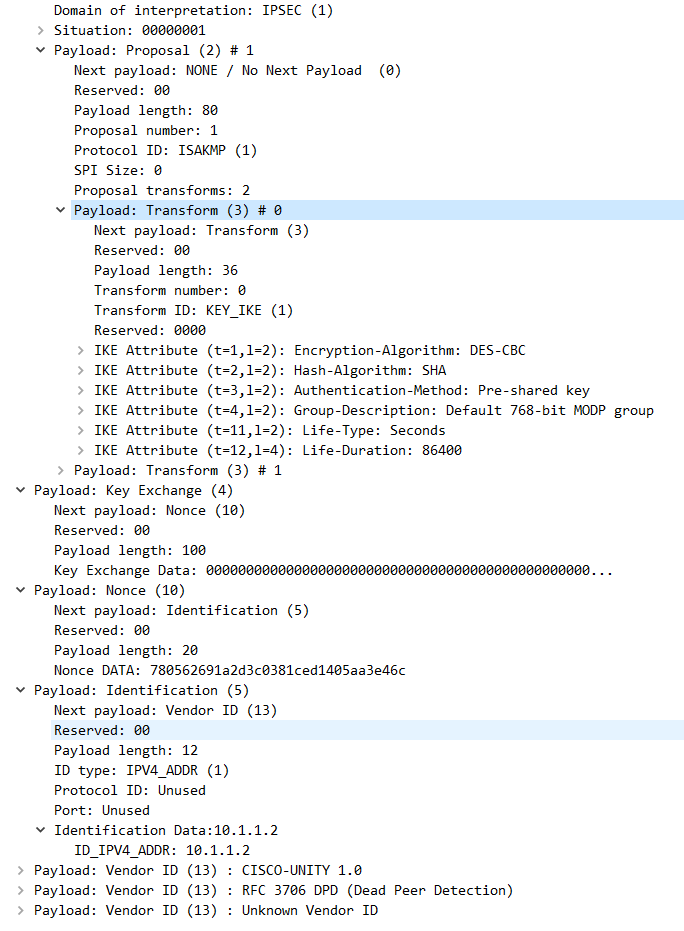 Domain of interpretation: IPSEC (1)
Situation: 00000001
Payload: Proposal (2) # 1
Next payload: NONE / No Next Payload  (0)
Reserved: 00
Payload length: 80
Proposal number: 1
Protocol ID: ISAKMP (1)
SPI Size: 0
Proposal transforms: 2
Payload: Transform (3) # 0
Next payload: Transform (3)
Reserved: 00
Payload length: 36
Transform number: 0
Transform ID: KEY_IKE (1)
Reserved: 0000
IKE Attribute (t=1,l=2): Encryption-Algorithm: DES-CBC
IKE Attribute (t=2,l=2): Hash-Algorithm: SHA
IKE Attribute (t=3,l=2): Authentication-Method: Pre-shared key
IKE Attribute (t=4,l=2): Group-Description: Default 768-bit MODP group
IKE Attribute (t=11,l=2): Life-Type: Seconds
IKE Attribute (t=12,l=4): Life-Duration: 86400
Payload: Transform (3) # 1
Payload: Key Exchange (4)
Next payload: Nonce (10)
Reserved: 00
Payload length: 100
Key Exchange Data: 000000000000000000000000000000000000000000000000...
Payload: Nonce (10)
Next payload: Identification (5)
Reserved: 00
Payload length: 20
Nonce DATA: 780562691a2d3c0381ced1405aa3e46c
Payload: Identification (5)
Next payload: Vendor ID (13)
Reserved: 00
Payload length: 12
ID type: IPV4_ADDR (1)
Protocol ID: Unused
Port: Unused
Identification Data:10.1.1.2
ID_IPV4_ADDR: 10.1.1.2
Payload: Vendor ID (13) : CISCO-UNITY 1.0
Payload: Vendor ID (13) : RFC 3706 DPD (Dead Peer Detection)
Payload: Vendor ID (13) : Unknown Vendor ID